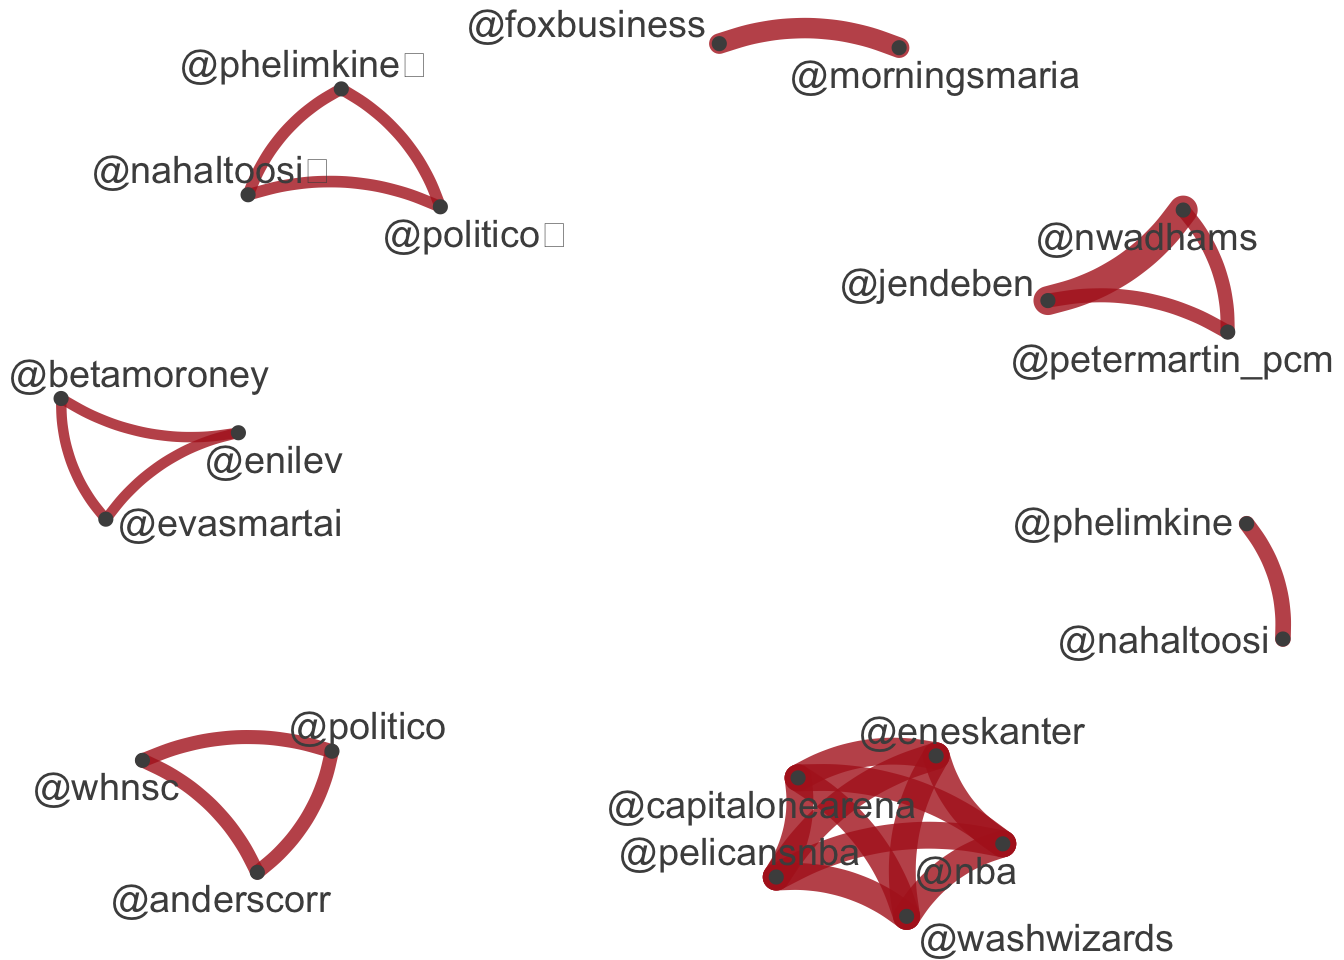 @foxbusiness
@phelimkine
@morningsmaria
@nahaltoosi
@politico
@nwadhams
@jendeben
@petermartin_pcm
@betamoroney
@enilev
@evasmartai
@phelimkine
@nahaltoosi
@politico
@eneskanter
@whnsc
@capitalonearena
@pelicansnba
@nba
@anderscorr
@washwizards